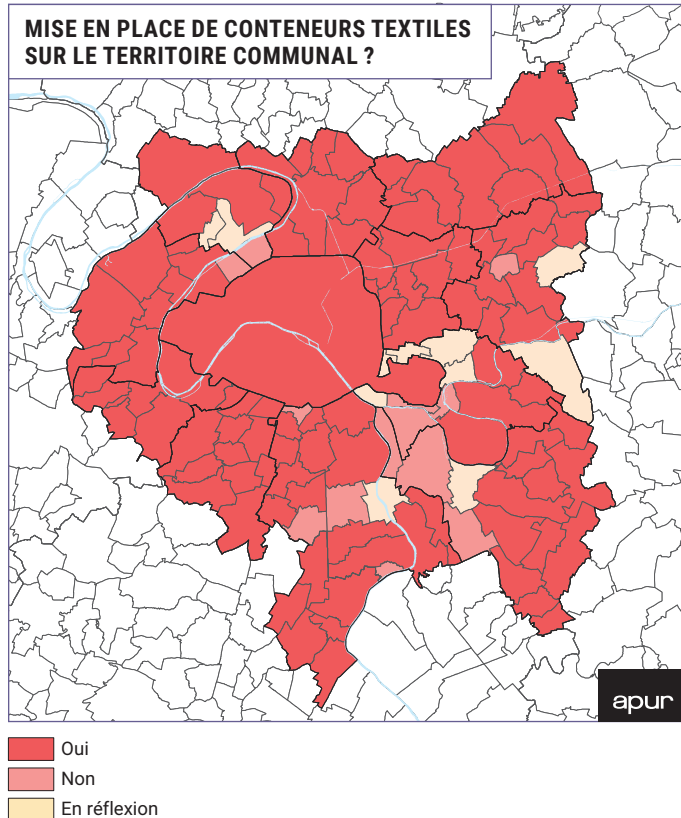 MISE EN PLACE DE CONTENEURS TEXTILES
SUR LE TERRITOIRE COMMUNAL ?
apur
Oui
Non
En réflexion